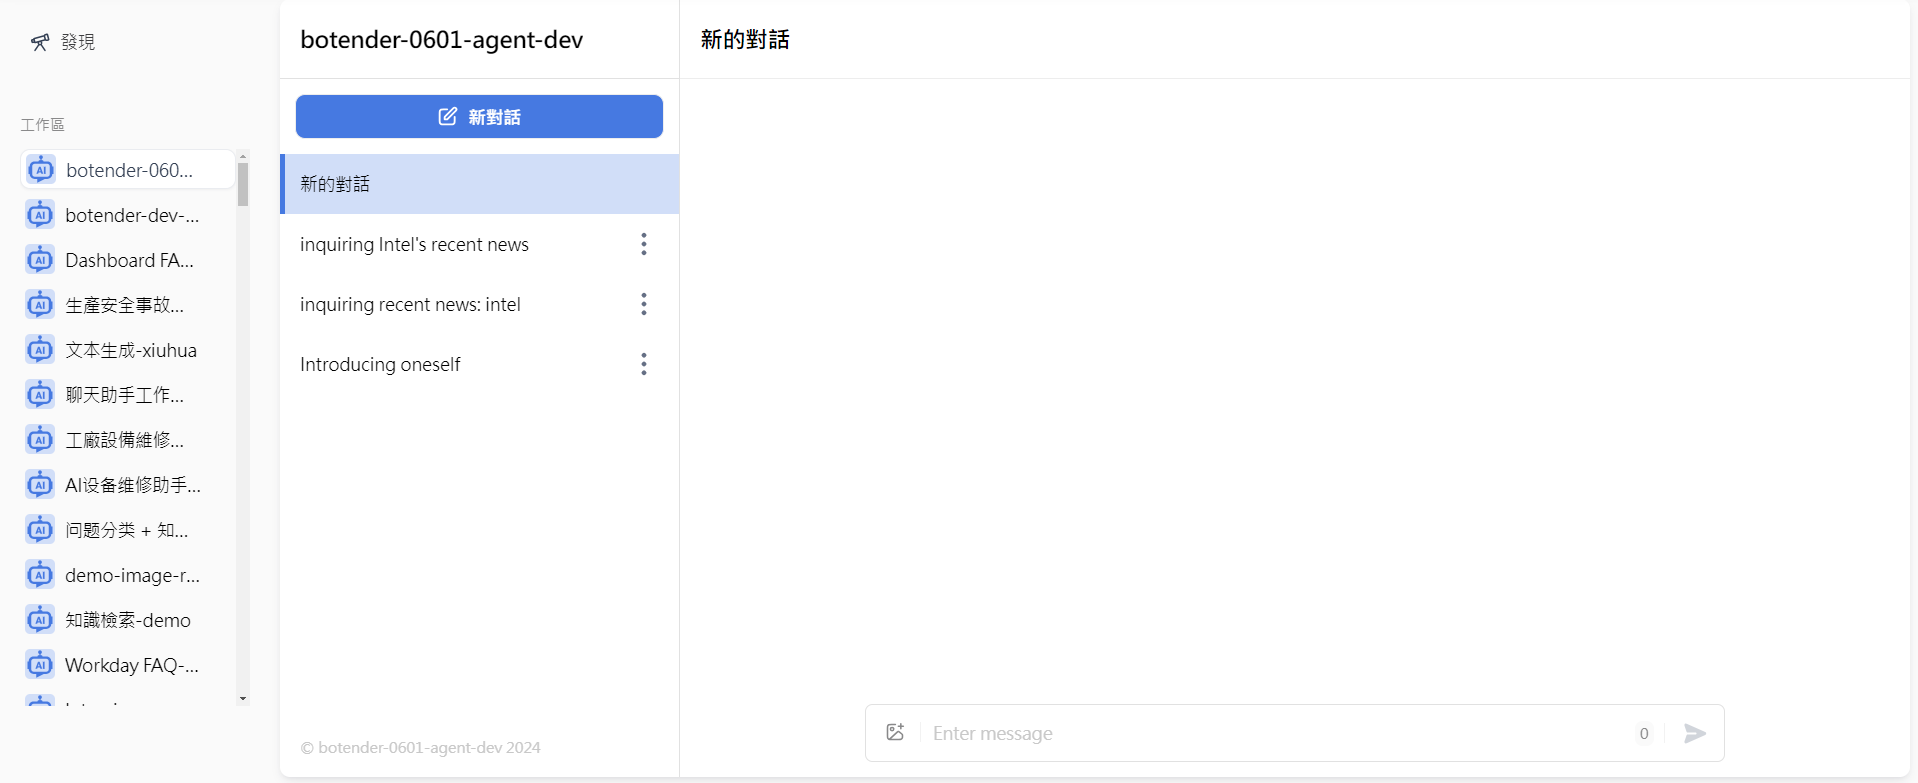 發現
工作區
botender-060...
botender-dev-...
Dashboard FA...
生產安全事故...
文本生成-xiuhua
聊天助手工作...
工廠設備維修...
AI设备维修助手...
问题分类 + 知...
demo-image-r...
知識檢索-demo
Workday FAQ-...
botender-0601-agent-dev
新對話
新的對話
inquiring Intel's recent news
inquiring recent news: intel
Introducing oneself
© botender-0601-agent-dev 2024
新的對話
Enter message
0